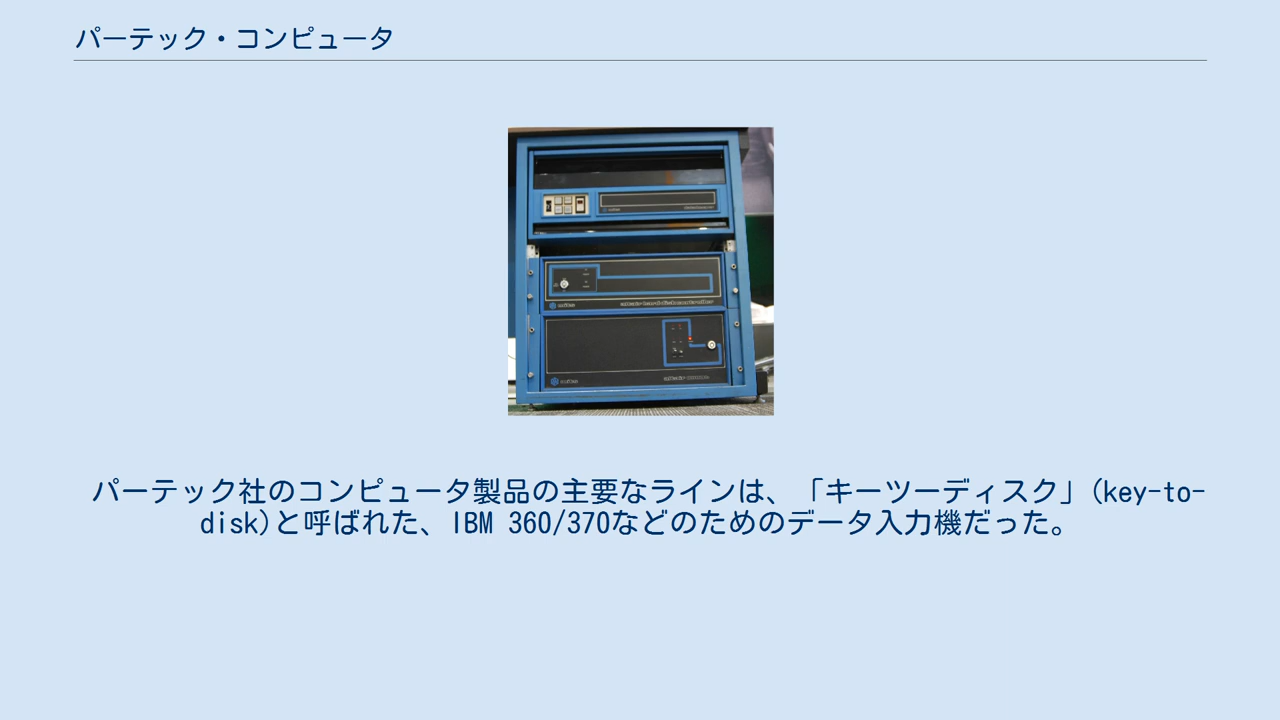 パーテック・コンピュータ
パーテック社のコンピュータ製品の主要なラインは、「キーツーディスク」(key-to-
disk)と呼ばれた、IBM 360/370などのためのデータ入力機だった。